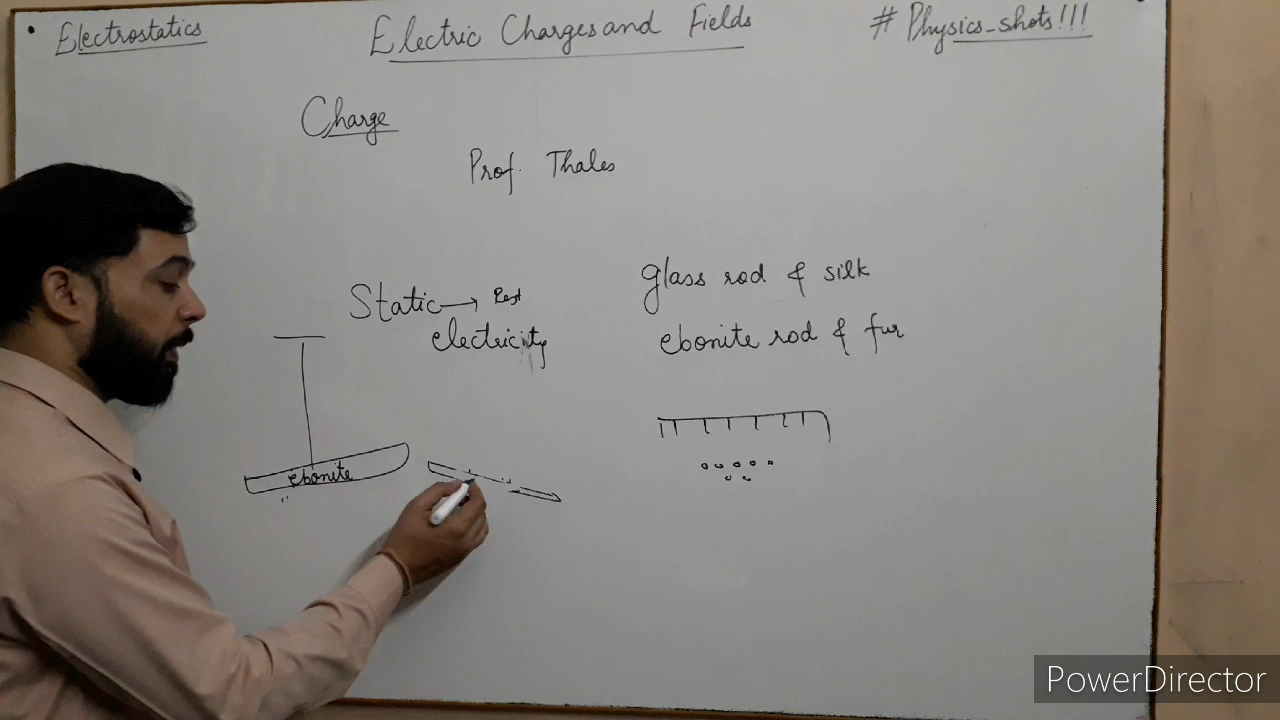 Electrostatics
Electric Charges and Fields
# Physics_shots!!!
Charge
Prof. Thales
Static → Rest
electricity
glass rod & silk
ebonite rod & fur
ebonite
PowerDirector